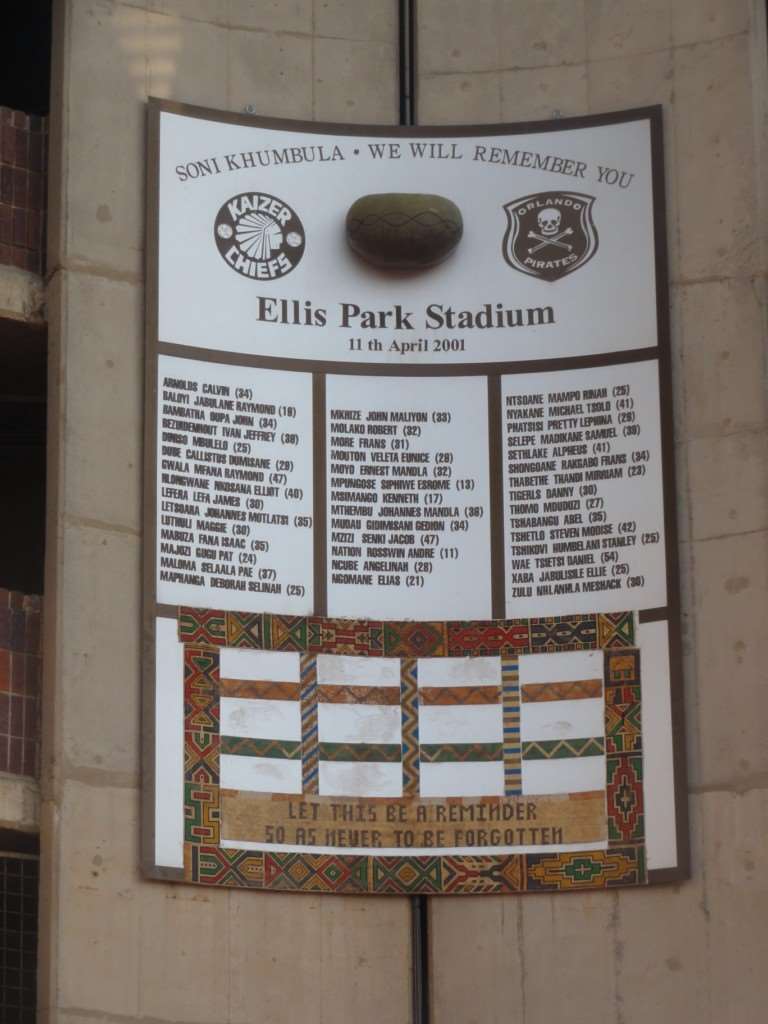 SONI KHUMBULA • WE WILL REMEMBER YOU
KAIZER
CHIEFS
ORLANDO
PIRATES
Ellis Park Stadium
11 th April 2001
ARNOLDS CALVIN (34)
BALOYI JABULANE RAYMOND (19)
BAMBATHA DOPA JOHN (34)
BEZUIDENHOUT IVAN JEFFREY (39)
DINGO MBULELO (25)
DUBE CALLISTUS DUMISANE (29)
GWALA MFANA RAYMOND (47)
HLONGWANE NKOSANA ELLIOT (40)
LEFERA LEFA JAMES (30)
LETSOARA JOHANNES MOTLATSI (35)
LUTHULI MAGGIE (30)
MABUZA FANA ISAAC (35)
MAJOZI GUGU PAT (24)
MALOMA SELAALA PAE (37)
MAPHANGA DEBORAH SELINAH (25)
MKHIZE JOHN MALIYON (33)
MOLAKO ROBERT (32)
MORE FRANS (31)
MOUTON VELETA EUNICE (28)
MOYO ERNEST MANDLA (32)
MPUNGOSE SIPHIWE ESROME (13)
MSIMANGO KENNETH (17)
MTHEMBU JOHANNES MANDLA (38)
MUDAU GIDIMISANI GEDION (34)
MZIZI SENKI JACOB (47)
NATION ROSSWIN ANDRE (11)
NCUBE ANGELINAH (28)
NGOMANE ELIAS (21)
NTSOANE MAMPO RINAH (25)
NYAKANE MICHAEL TSOLO (41)
PHATSISI PRETTY LEPHINA (29)
SELEPE MADIKANE SAMUEL (39)
SETHLAKE ALPHEUS (41)
SHONGOANE RAKGABO FRANS (34)
THABETHE THANDI MIRRIAM (23)
TIGERLS DANNY (30)
THOMO MDUDUZI (27)
TSHABANGU ABEL (35)
TSHETLO STEVEN MODISE (42)
TSHIKOVI HUMBELANI STANLEY (25)
WAE TSIETSI DANIEL (54)
XABA JABULISILE ELLIE (25)
ZULU NHLANHLA MESHACK (30)
LET THIS BE A REMINDER
SO AS NEVER TO BE FORGOTTEN